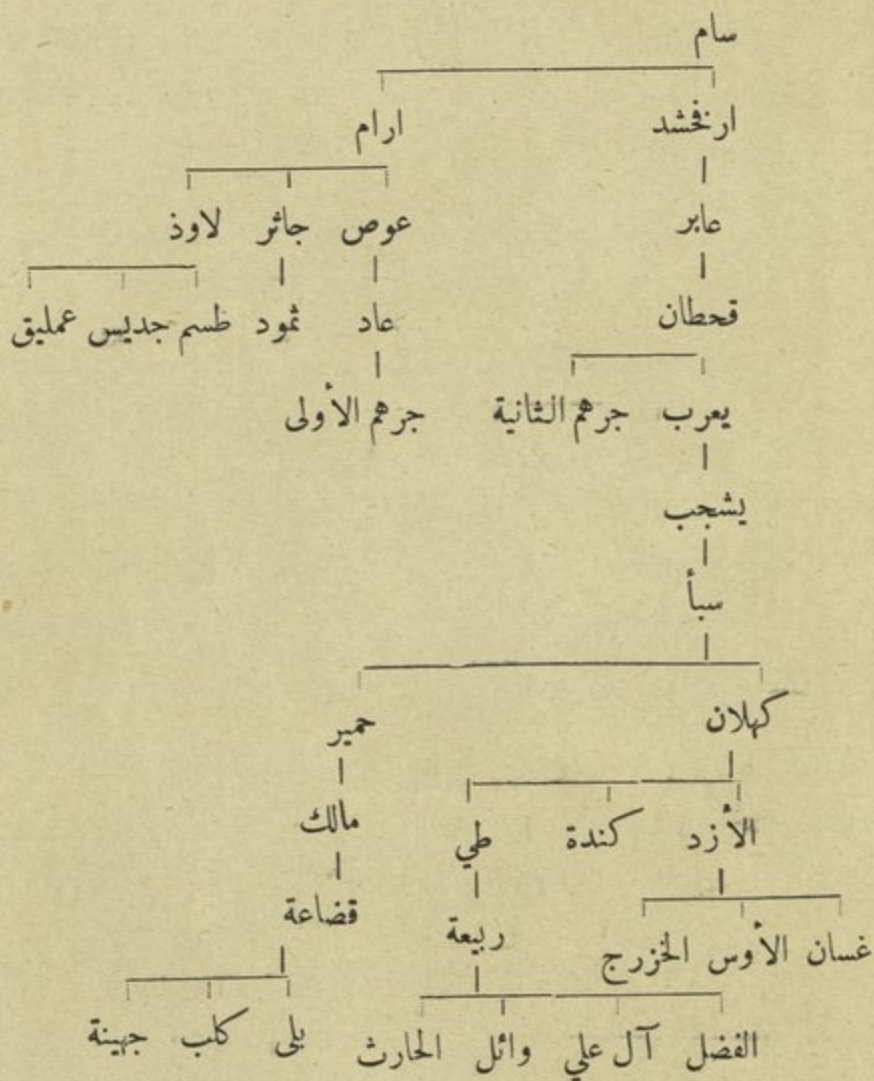 سام
ارفخشد ارام
عابر عوص جاثر لاوذ
قحطان عاد ثمود طسم جديس عمليق
يعرب جرهم الثانية جرهم الأولى
يشجب
سبأ
كهلان حمير
الأزد كندة طي مالك
ربيعة قضاعة
غسان الأوس الخزرج
الفضل آل علي وائل الحارث بلى كلب جهينة